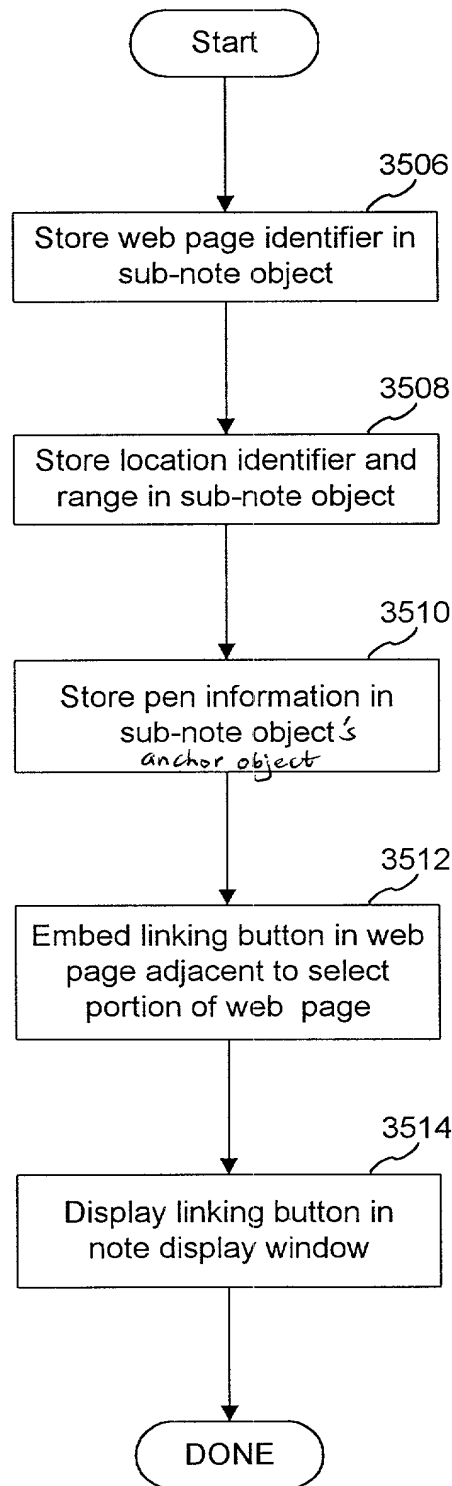 Start
3506
Store web page identifier in
sub-note object
3508
Store location identifier and
range in sub-note object
3510
Store pen information in
sub-note object's
anchor object
3512
Embed linking button in web
page adjacent to select
portion of web page
3514
Display linking button in
note display window
DONE